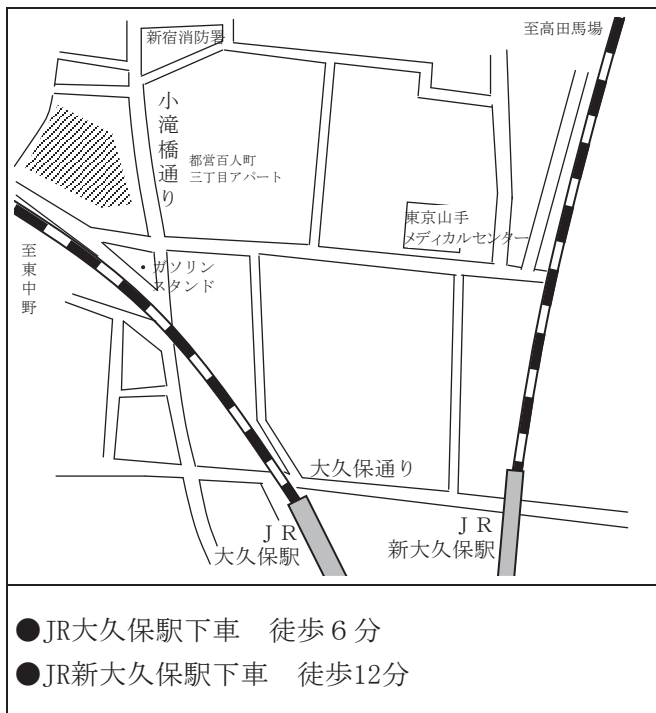 至高田馬場
新宿消防署
小滝橋通り
都営百人町
三丁目アパート
東京山手
メディカルセンター
至東中野
ガソリン
スタンド
大久保通り
ＪＲ
大久保駅
ＪＲ
新大久保駅
●JR大久保駅下車　徒歩６分
●JR新大久保駅下車　徒歩12分